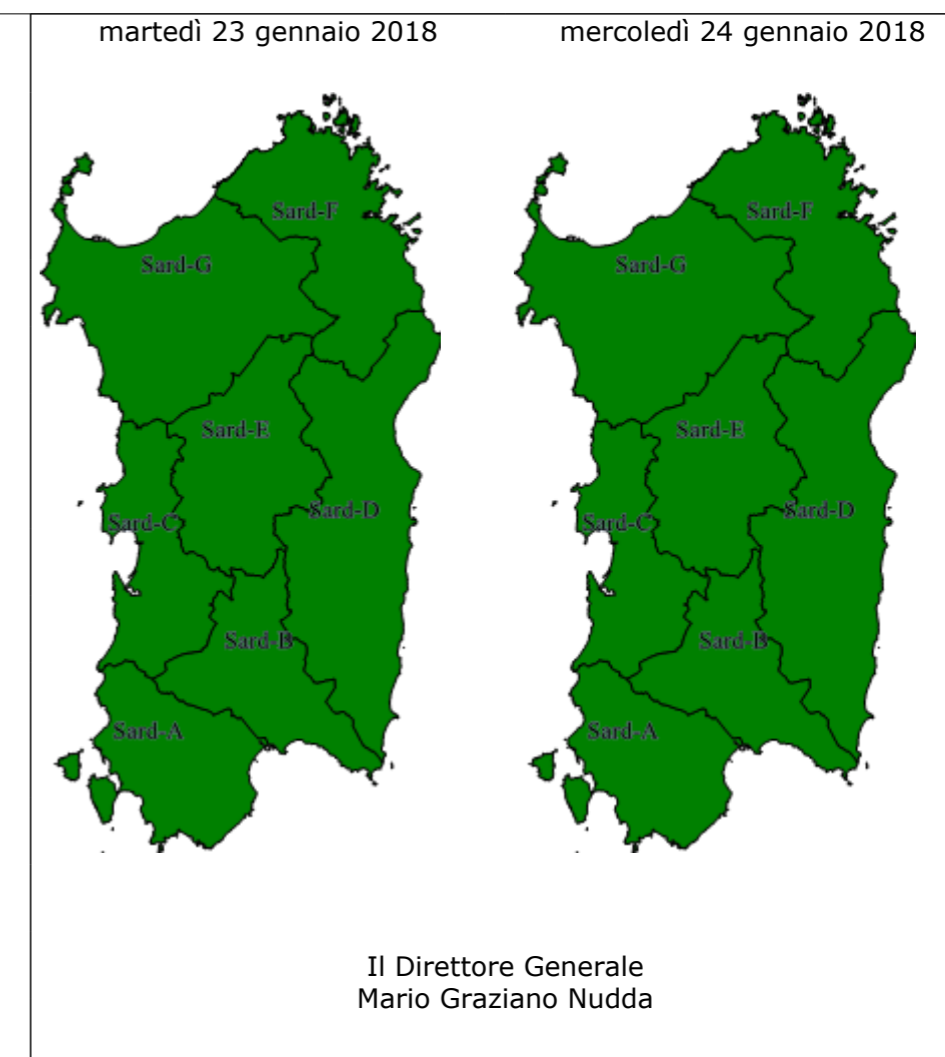 martedì 23 gennaio 2018
mercoledì 24 gennaio 2018
Sard-F
Sard-G
Sard-E
Sard-D
Sard-C
Sard-B
Sard-A
Sard-F
Sard-G
Sard-E
Sard-D
Sard-C
Sard-B
Sard-A
Il Direttore Generale
Mario Graziano Nudda